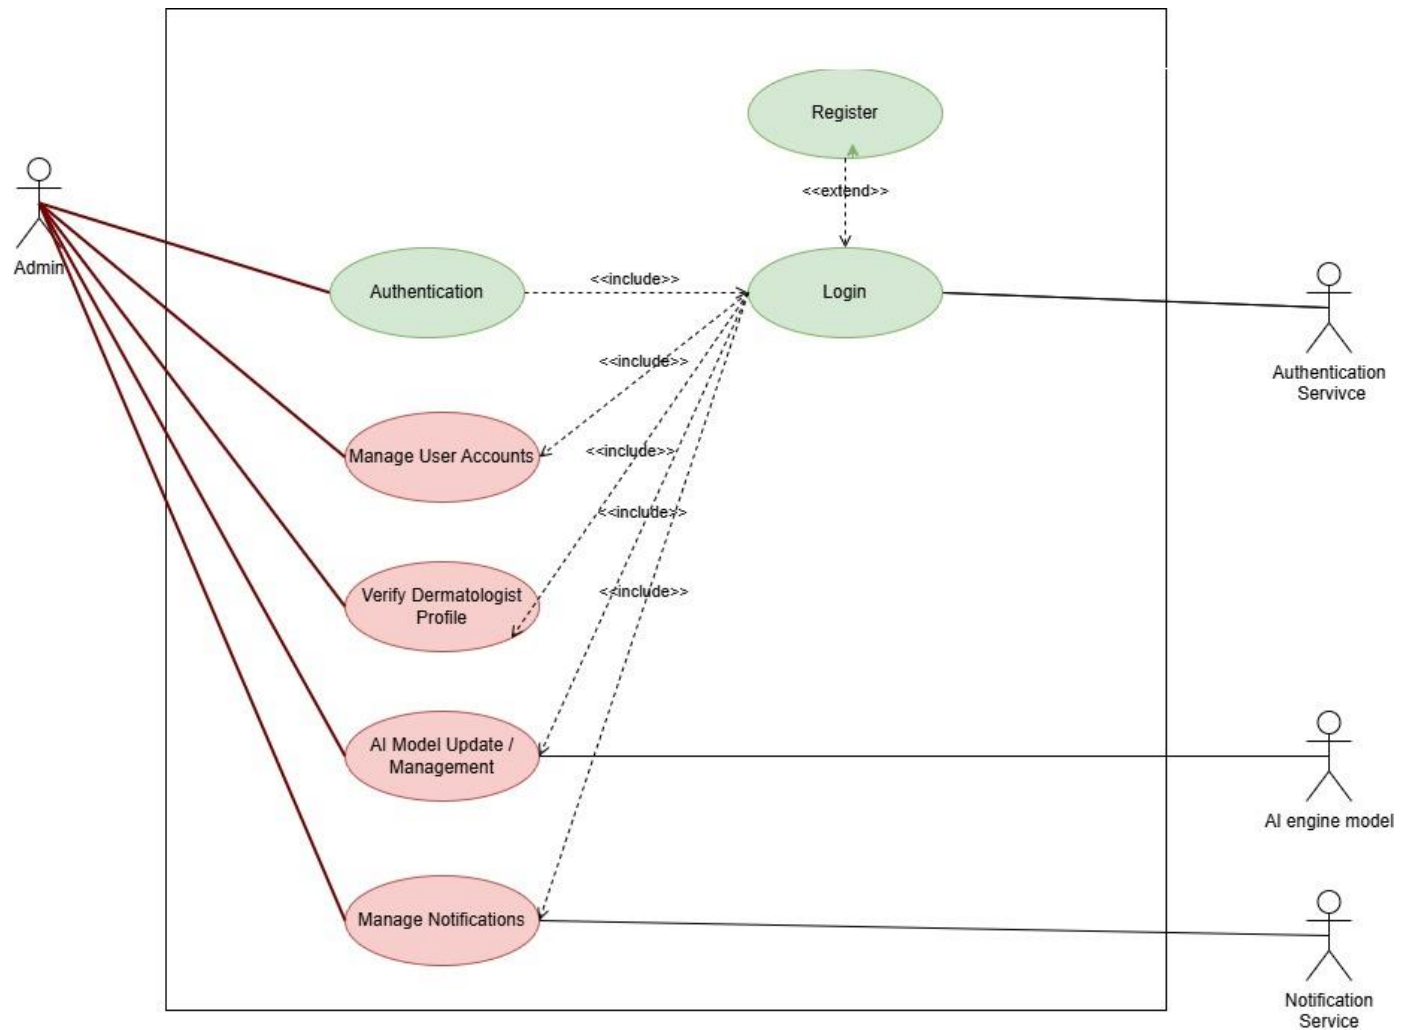 Register
<<extend>>
Admin
Authentication
<<include>>
Login
Authentication
Servivce
<<include>>
Manage User Accounts
<<include>>
<<include>>
Verify Dermatologist
Profile
<<include>>
AI Model Update /
Management
AI engine model
Manage Notifications
Notification
Service